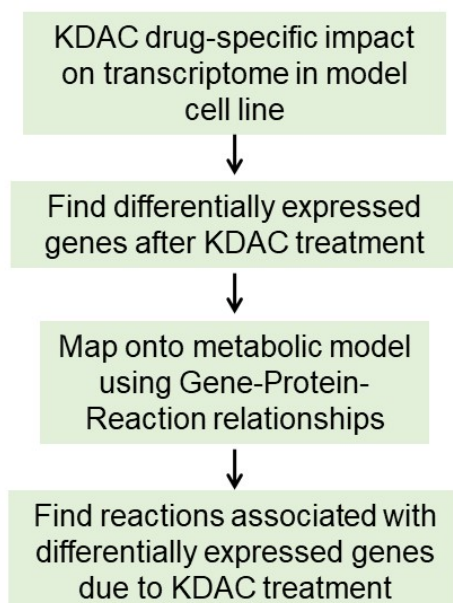 KDAC drug-specific impact
on transcriptome in model
cell line
Find differentially expressed
genes after KDAC treatment
Map onto metabolic model
using Gene-Protein-
Reaction relationships
Find reactions associated with
differentially expressed genes
due to KDAC treatment